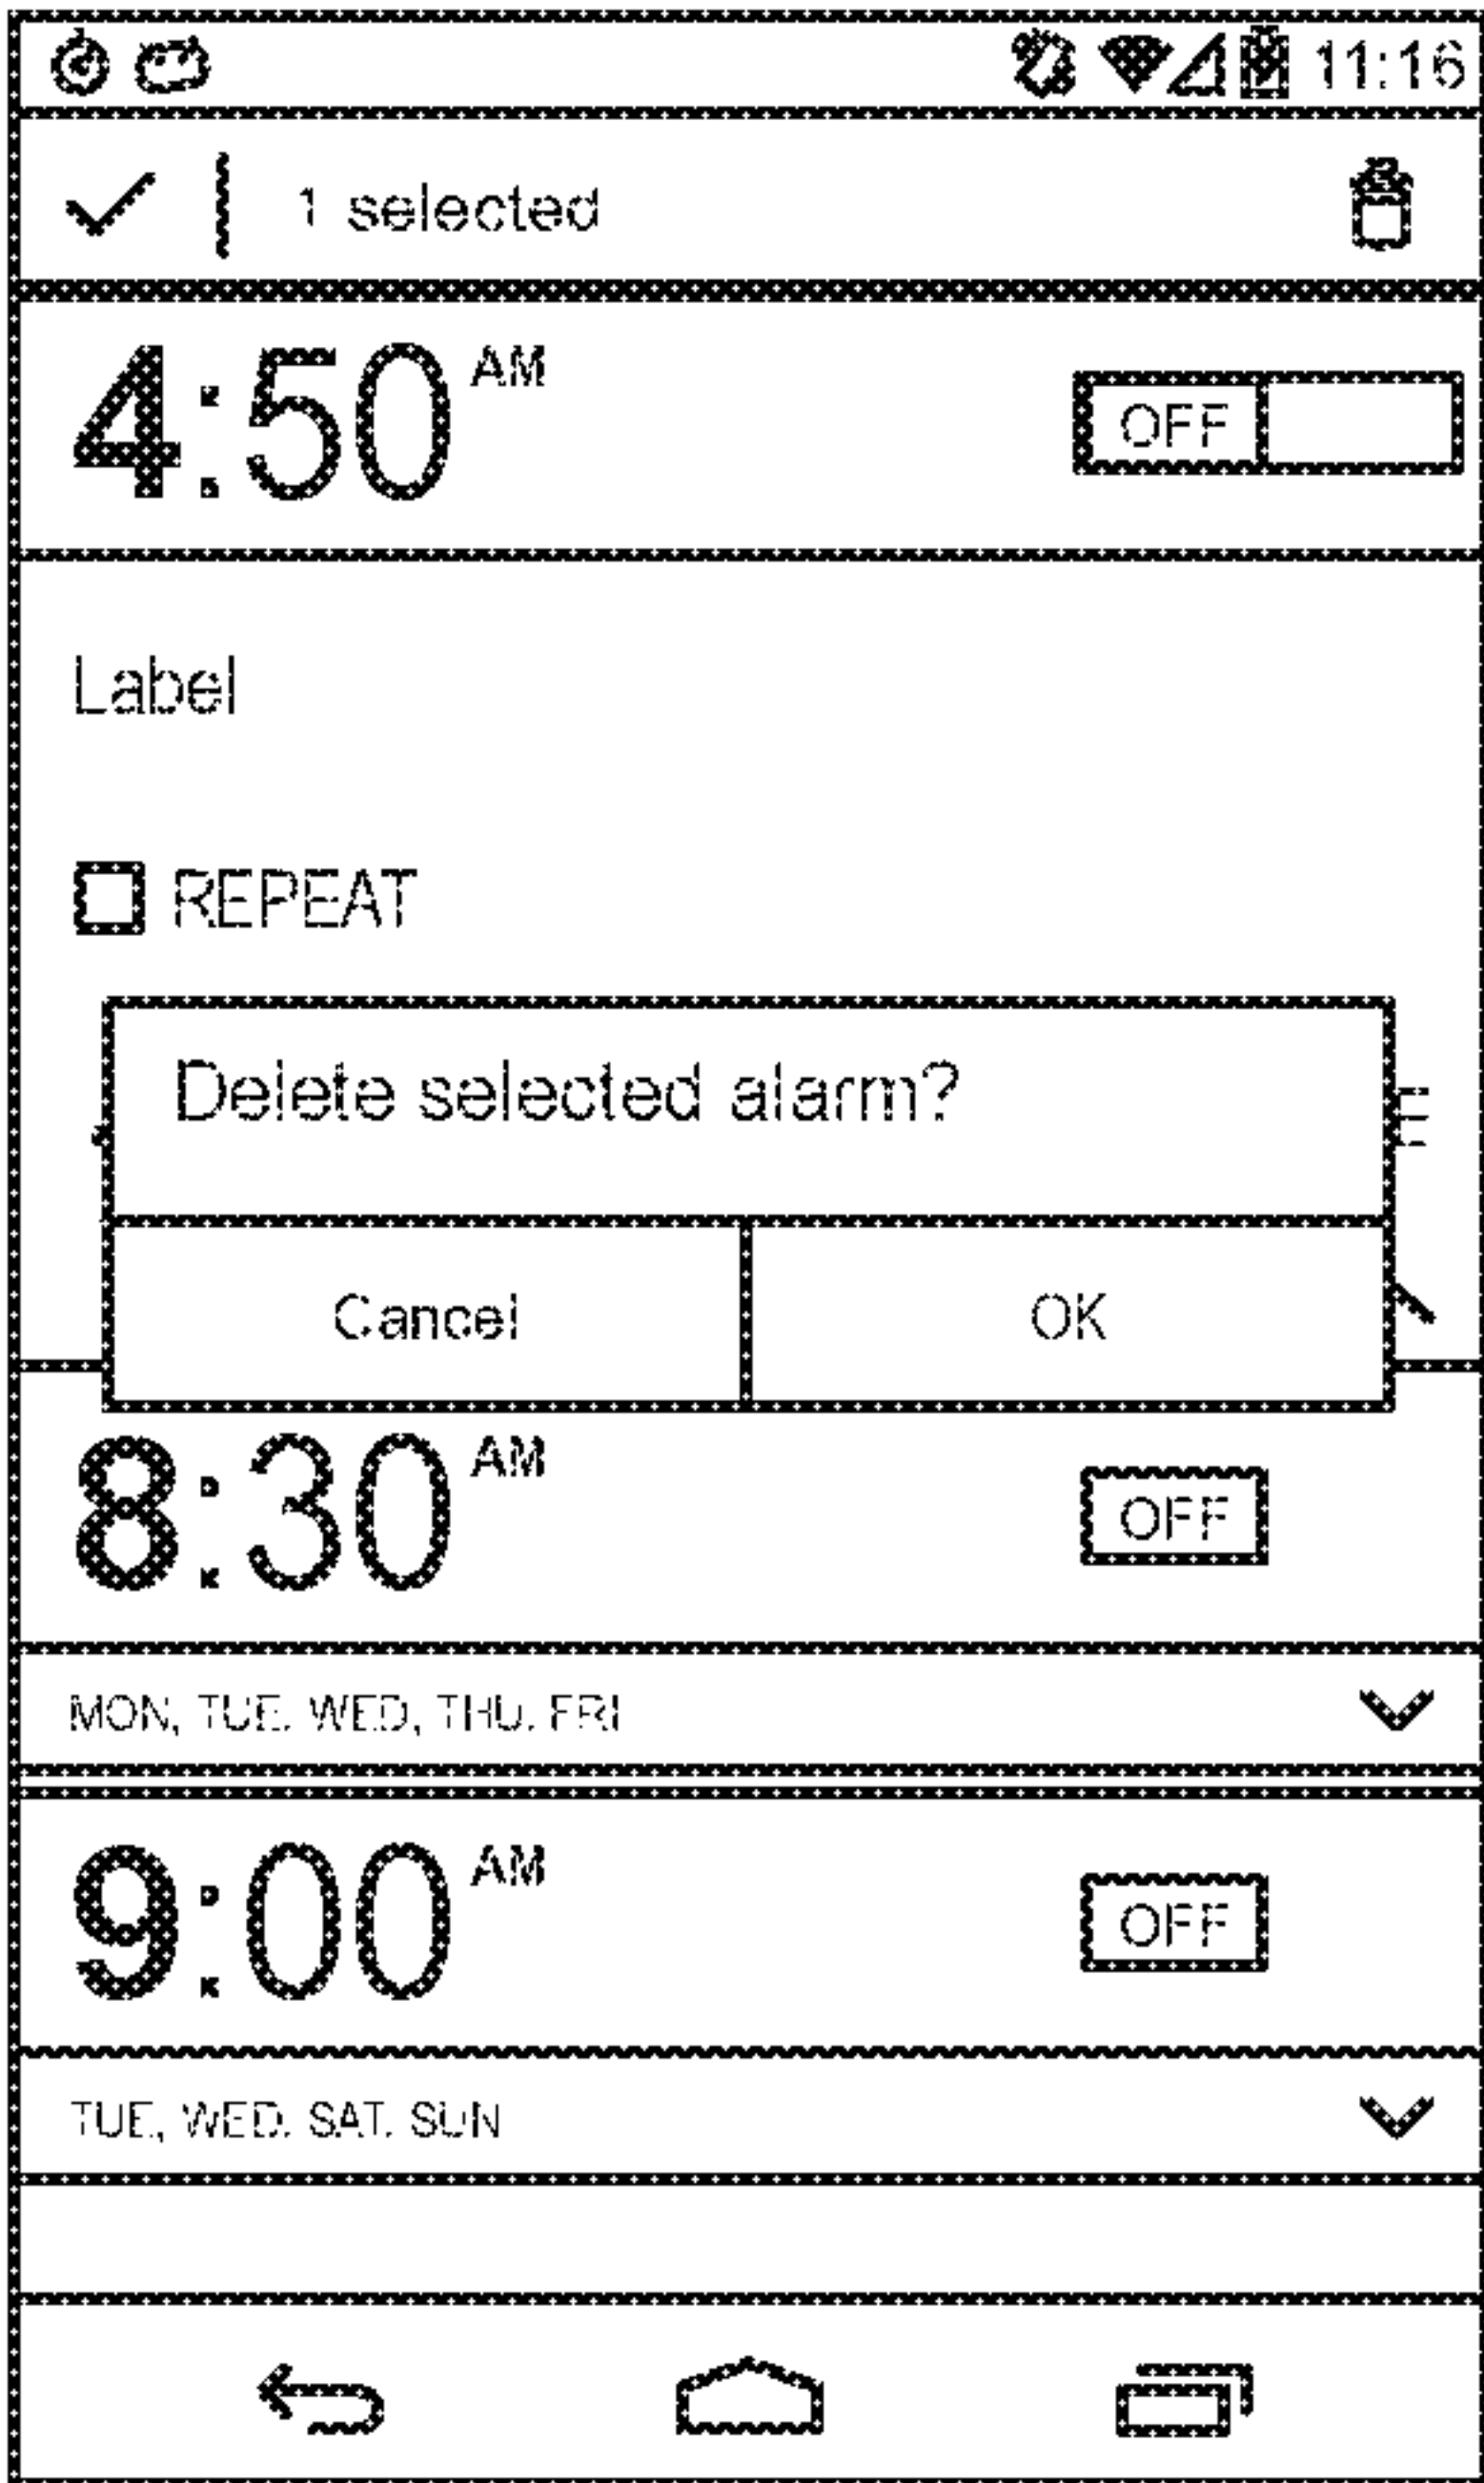 11:16
1 selected
4:50 AM
OFF
Label
REPEAT
Delete selected alarm?
Cancel OK
8:30 AM
OFF
MON, TUE. WED, THU. FRI
9:00 AM
OFF
TUE, WED. SAT. SUN